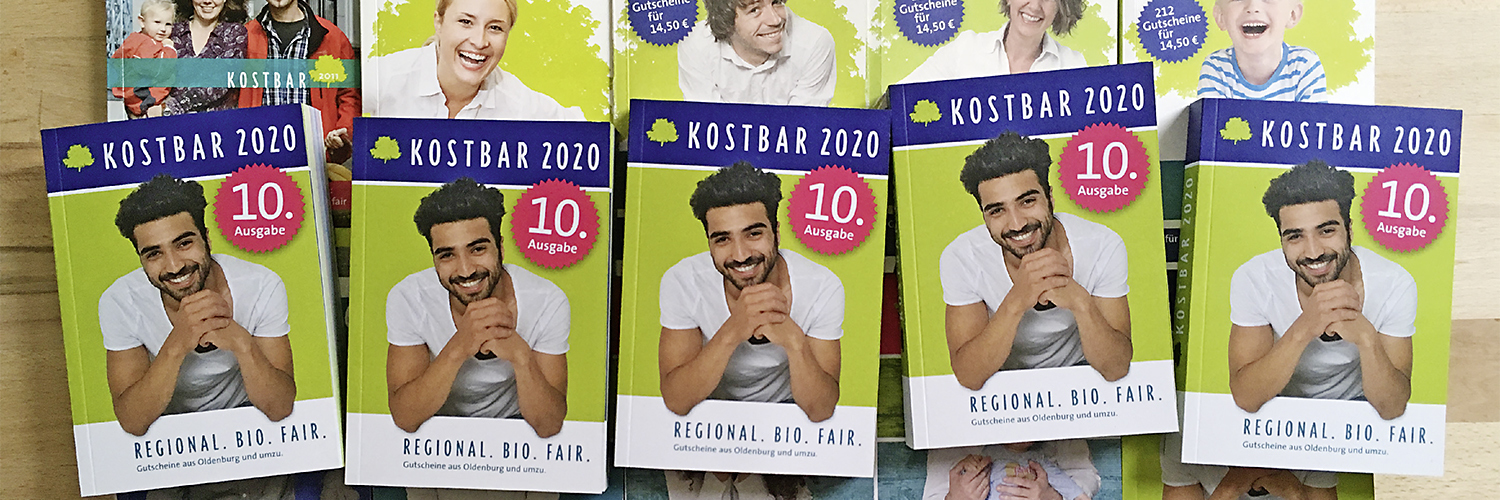 KOSTBAR 2011
Gutscheine
für
14,50 €
Gutscheine
für
14,50 €
212
Gutscheine
für
14,50 €
KOSTBAR 2020
10.
Ausgabe
REGIONAL. BIO. FAIR.
Gutscheine aus Oldenburg und umzu.
KOSTBAR 2020
10.
Ausgabe
REGIONAL. BIO. FAIR.
Gutscheine aus Oldenburg und umzu.
KOSTBAR 2020
10.
Ausgabe
REGIONAL. BIO. FAIR.
Gutscheine aus Oldenburg und umzu.
KOSTBAR 2020
10.
Ausgabe
REGIONAL. BIO. FAIR.
Gutscheine aus Oldenburg und umzu.
KOSTBAR 2020
KOSTBAR 2020
10.
Ausgabe
REGIONAL. BIO. FAIR.
Gutscheine aus Oldenburg und umzu.
fair
für